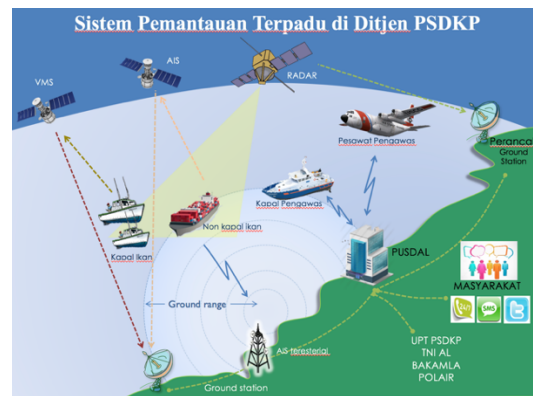 Sistem Pemantauan Terpadu di Ditjen PSDKP
VMS
AIS
RADAR
Pesawat Pengawas
Peranca
Ground
Station
Kapal Pengawas
Non kapal ikan
Kapal Ikan
PUSDAL
MASYARAKAT
SMS
Ground range
AIS teresterial
UPT PSDKP
TNI AL
BAKAMLA
POLAIR
Ground station